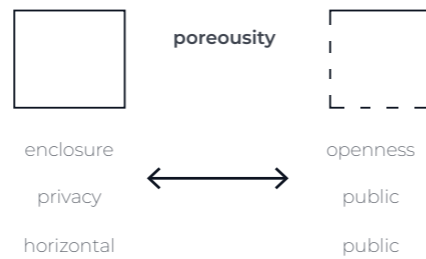 poreousity
enclosure
openness
privacy
public
horizontal
public